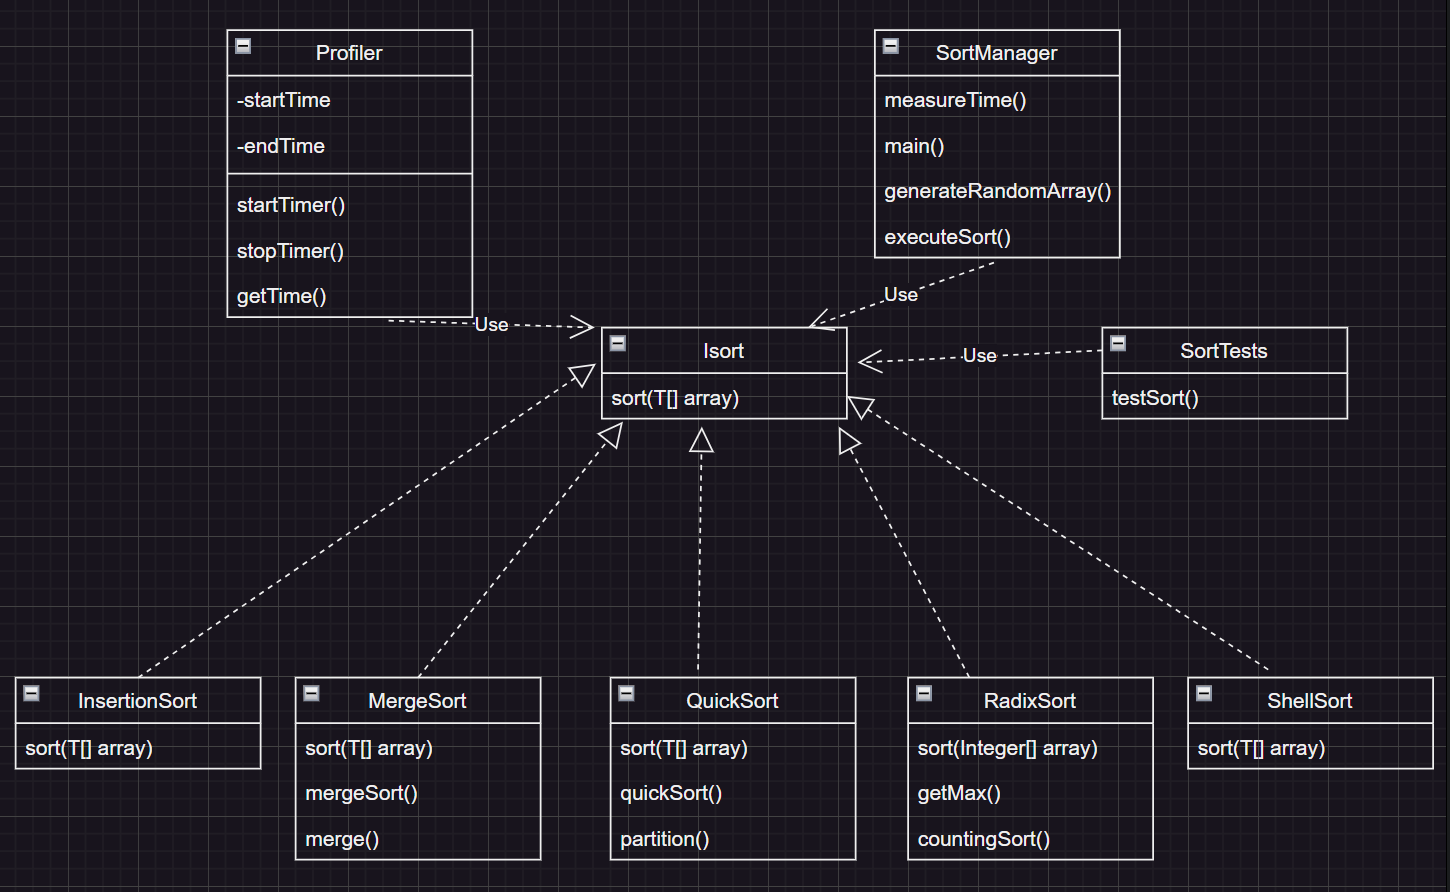 Profiler
-startTime
-endTime
startTimer()
stopTimer()
getTime()
SortManager
measureTime()
main()
generateRandomArray()
executeSort()
Use
Use
Use
Isort
sort(T[] array)
SortTests
testSort()
InsertionSort
sort(T[] array)
MergeSort
sort(T[] array)
mergeSort()
merge()
QuickSort
sort(T[] array)
quickSort()
partition()
RadixSort
sort(Integer[] array)
getMax()
countingSort()
ShellSort
sort(T[] array)